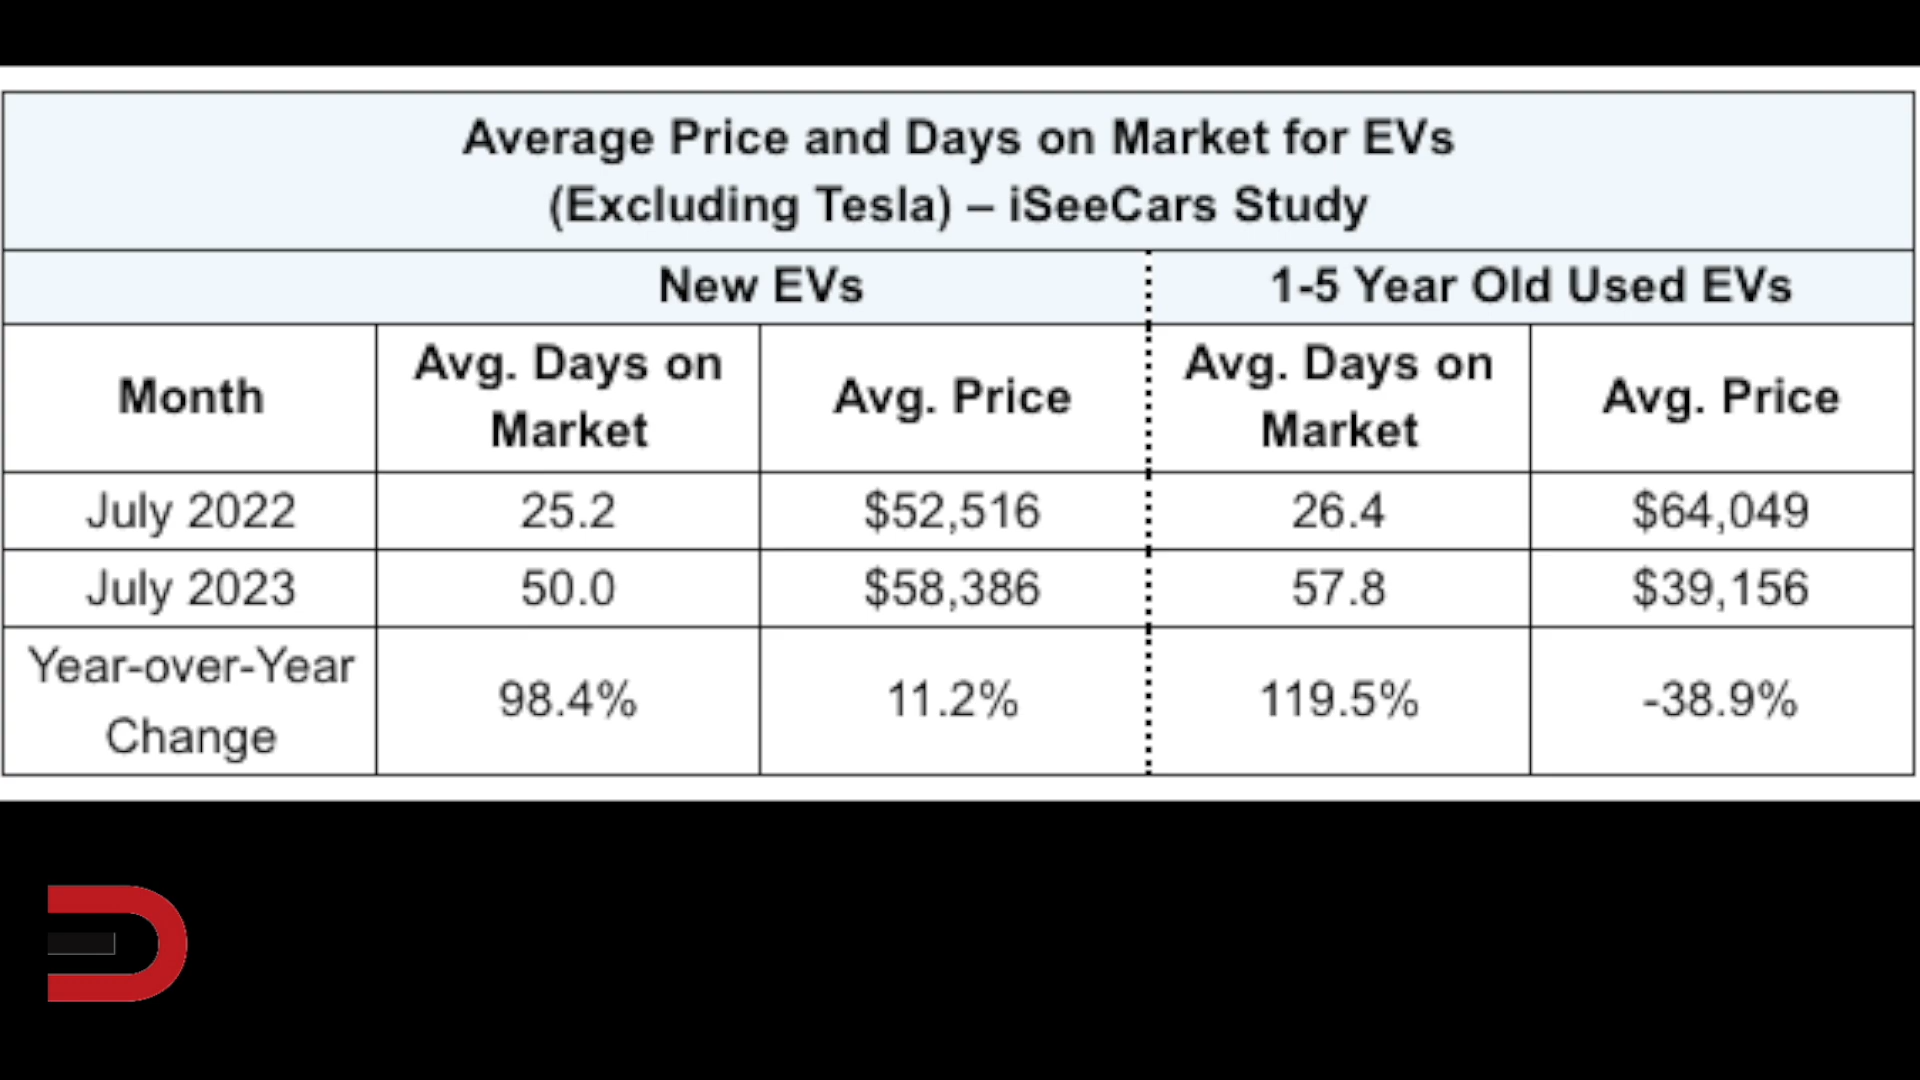 Average Price and Days on Market for EVs
(Excluding Tesla) – iSeeCars Study
New EVs
1-5 Year Old Used EVs
Month
Avg. Days on
Market
Avg. Price
Avg. Days on
Market
Avg. Price
July 2022
25.2
$52,516
26.4
$64,049
July 2023
50.0
$58,386
57.8
$39,156
Year-over-Year
Change
98.4%
11.2%
119.5%
-38.9%